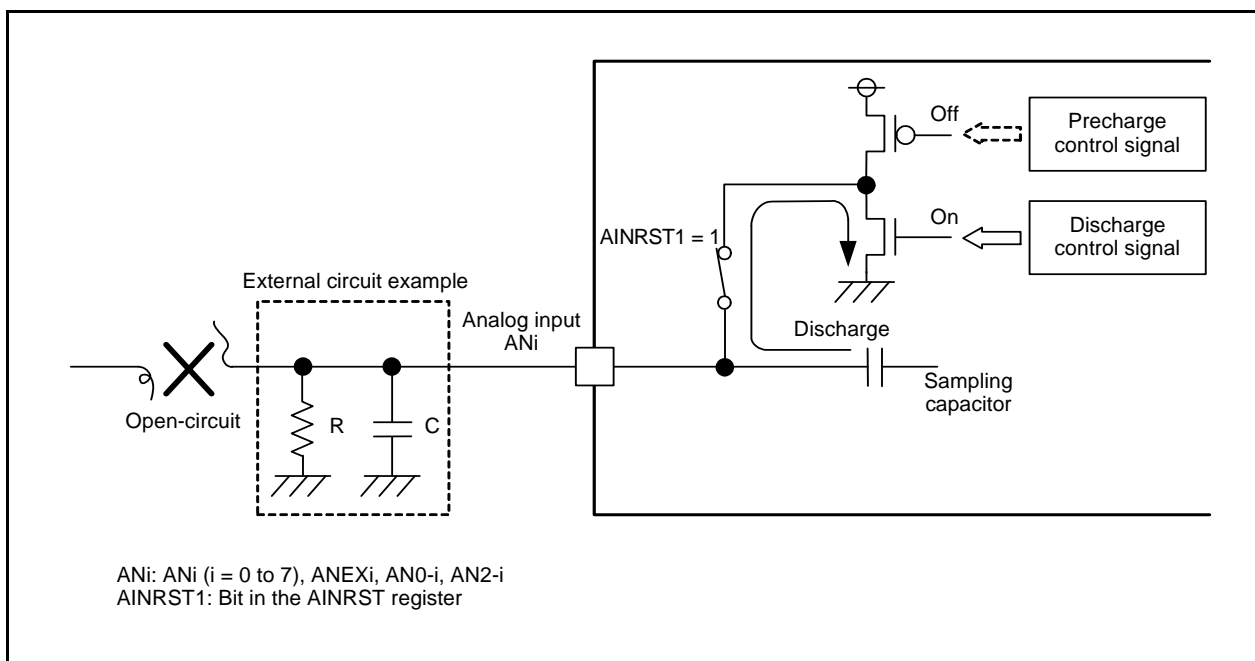 Off
Precharge
control signal
On
Discharge
control signal
AINRST1 = 1
External circuit example
Analog input
ANi
Discharge
Sampling
capacitor
Open-circuit
R
C
ANi: ANi (i = 0 to 7), ANEXi, AN0-i, AN2-i
AINRST1: Bit in the AINRST register